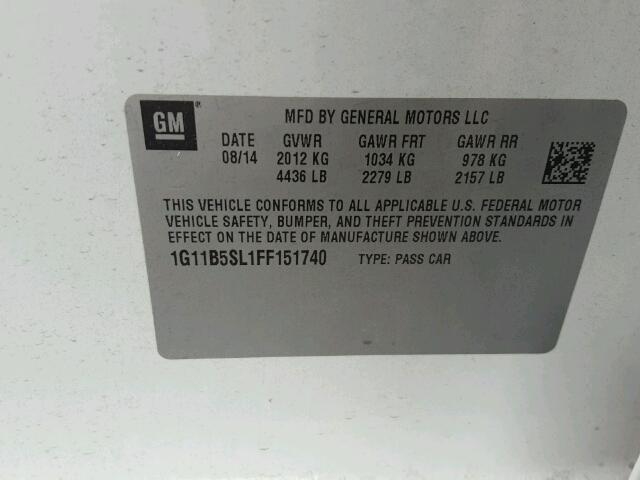 GM ® MFD BY GENERAL MOTORS LLC
DATE GVWR GAWR FRT GAWR RR
08/14 2012 KG 1034 KG 978 KG
4436 LB 2279 LB 2157 LB
THIS VEHICLE CONFORMS TO ALL APPLICABLE U.S. FEDERAL MOTOR
VEHICLE SAFETY, BUMPER, AND THEFT PREVENTION STANDARDS IN
EFFECT ON THE DATE OF MANUFACTURE SHOWN ABOVE.
1G11B5SL1FF151740 TYPE: PASS CAR